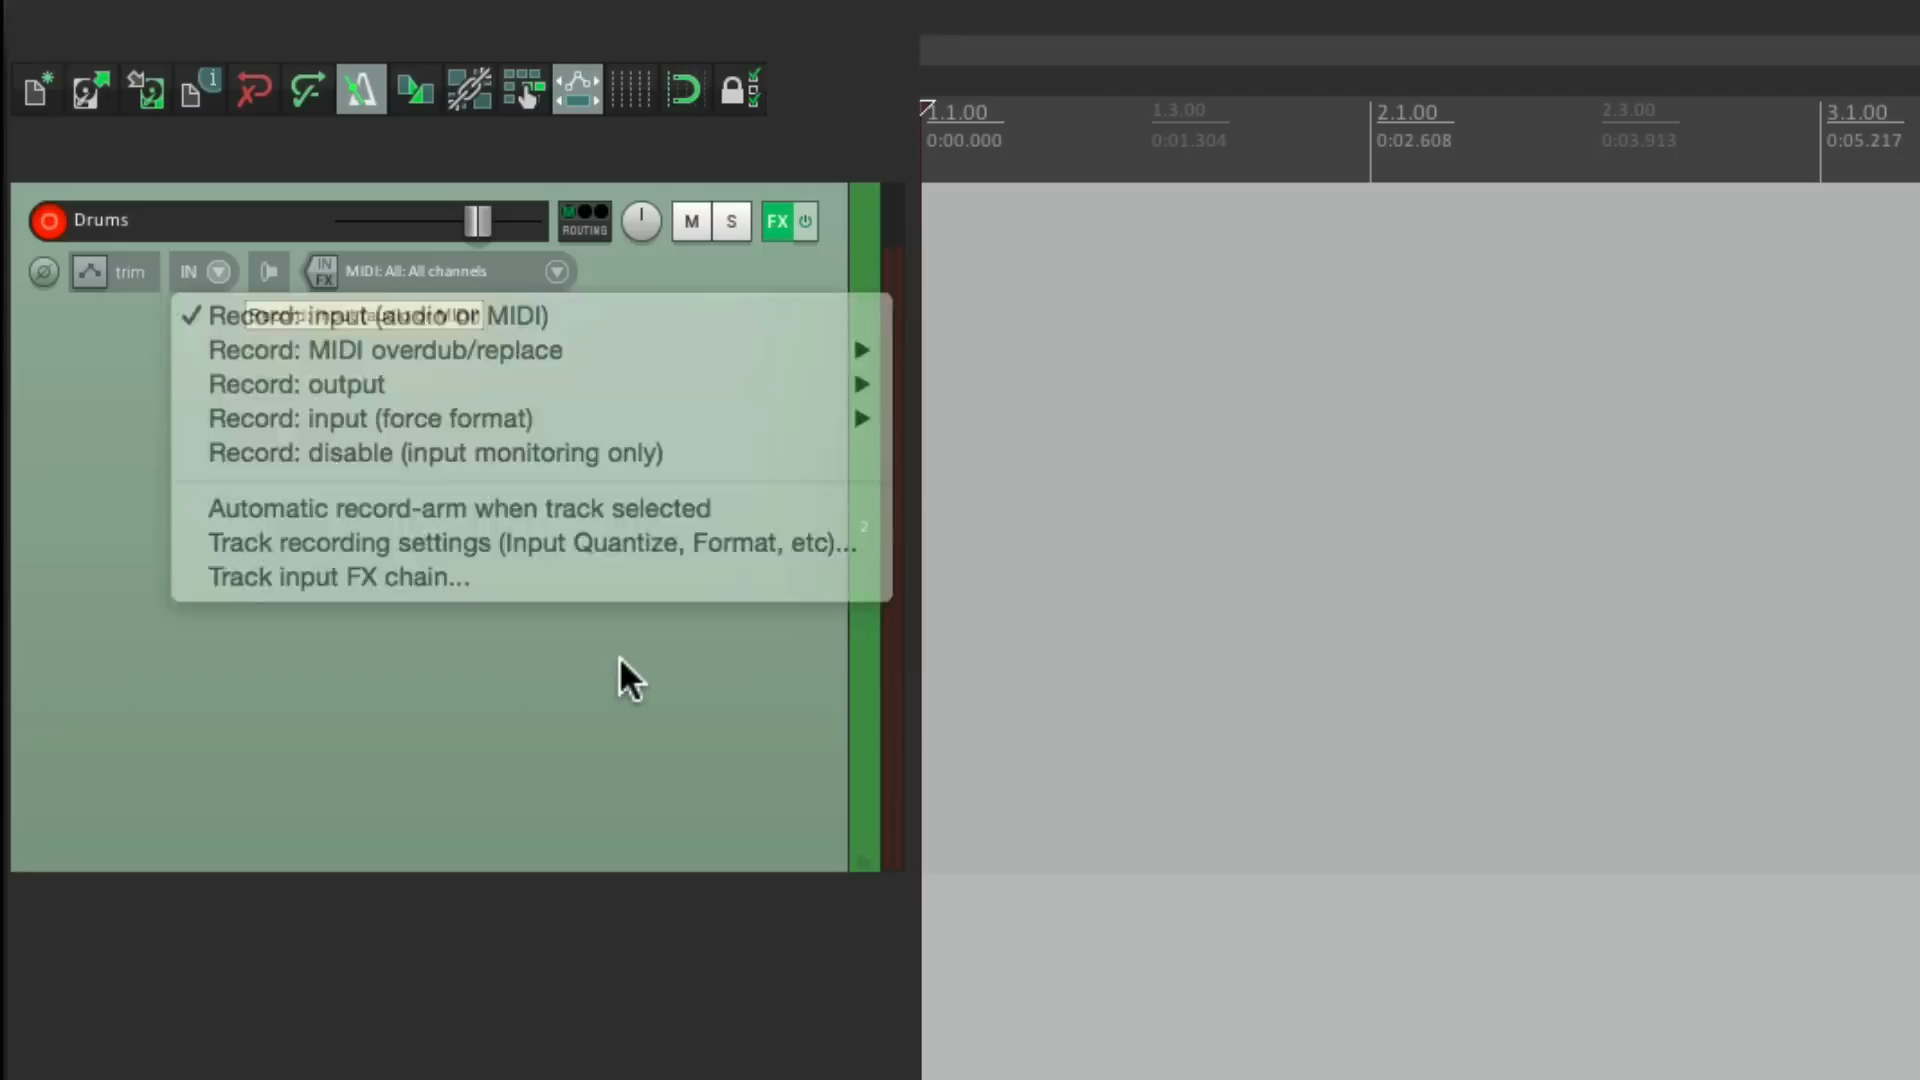 1.1.00
1.3.00
2.1.00
2.3.00
3.1.00
0:00.000
0:01.304
0:02.608
0:03.913
0:05.217
Drums
ROUTING
M
S
FX
trim
IN
IN
FX
MIDI: All: All channels
Record: input (audio or MIDI)
Record: MIDI overdub/replace
Record: output
Record: input (force format)
Record: disable (input monitoring only)
Automatic record-arm when track selected
2
Track recording settings (Input Quantize, Format, etc)...
Track input FX chain...